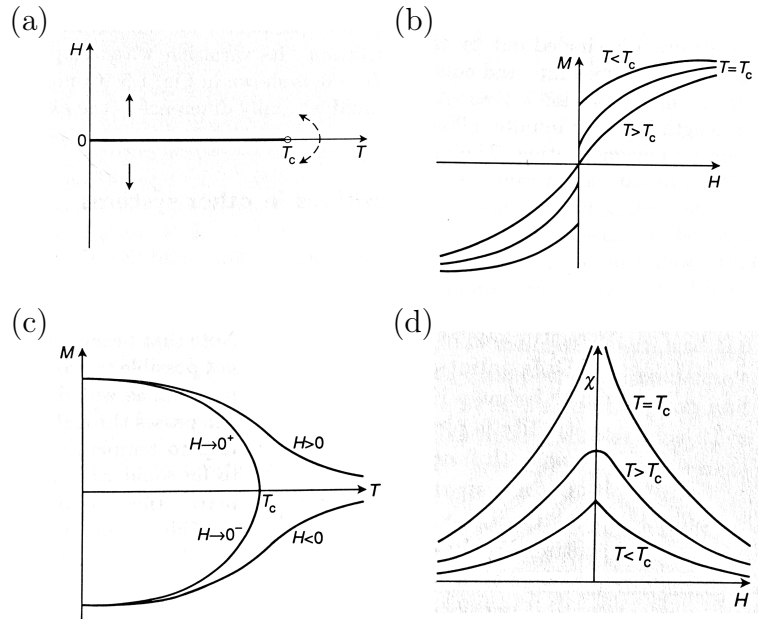 (a)
H
0
T_c
T
(b)
M
T<T_c
T=T_c
T>T_c
H
(c)
M
H→0⁺
H>0
T_c
T
H→0⁻
H<0
(d)
χ
T=T_c
T>T_c
T<T_c
H